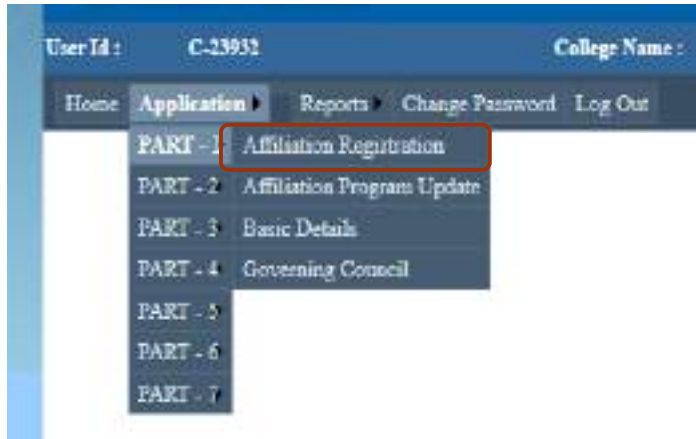 User Id : C-23932 College Name :
Home Application Reports Change Password Log Out
PART - 1 Affiliation Registration
PART - 2 Affiliation Program Update
PART - 3 Basic Details
PART - 4 Governing Council
PART - 5
PART - 6
PART - 7